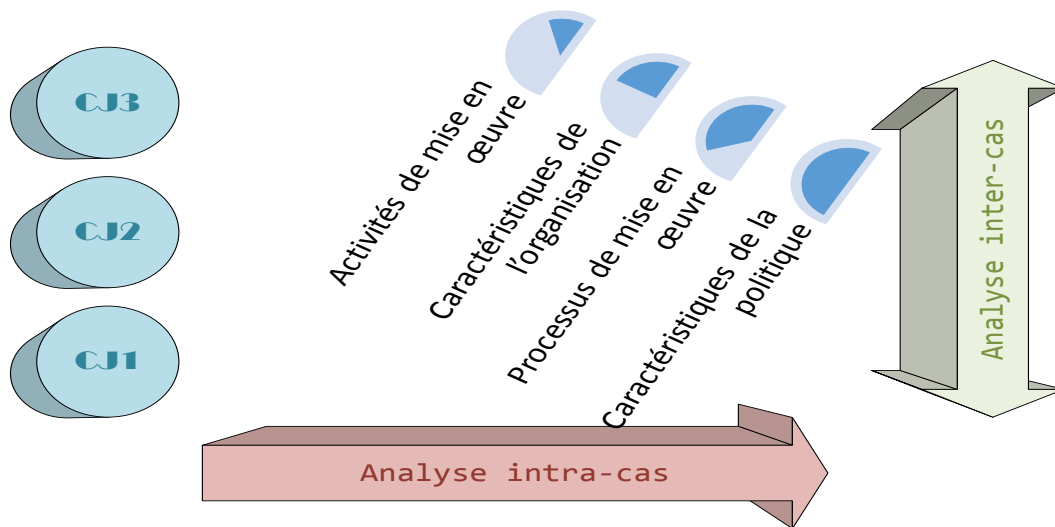 CJ3
CJ2
CJ1
Activités de mise en
œuvre
Caractéristiques de
l'organisation
Processus de mise en
œuvre
Caractéristiques de la
politique
Analyse inter-cas
Analyse intra-cas